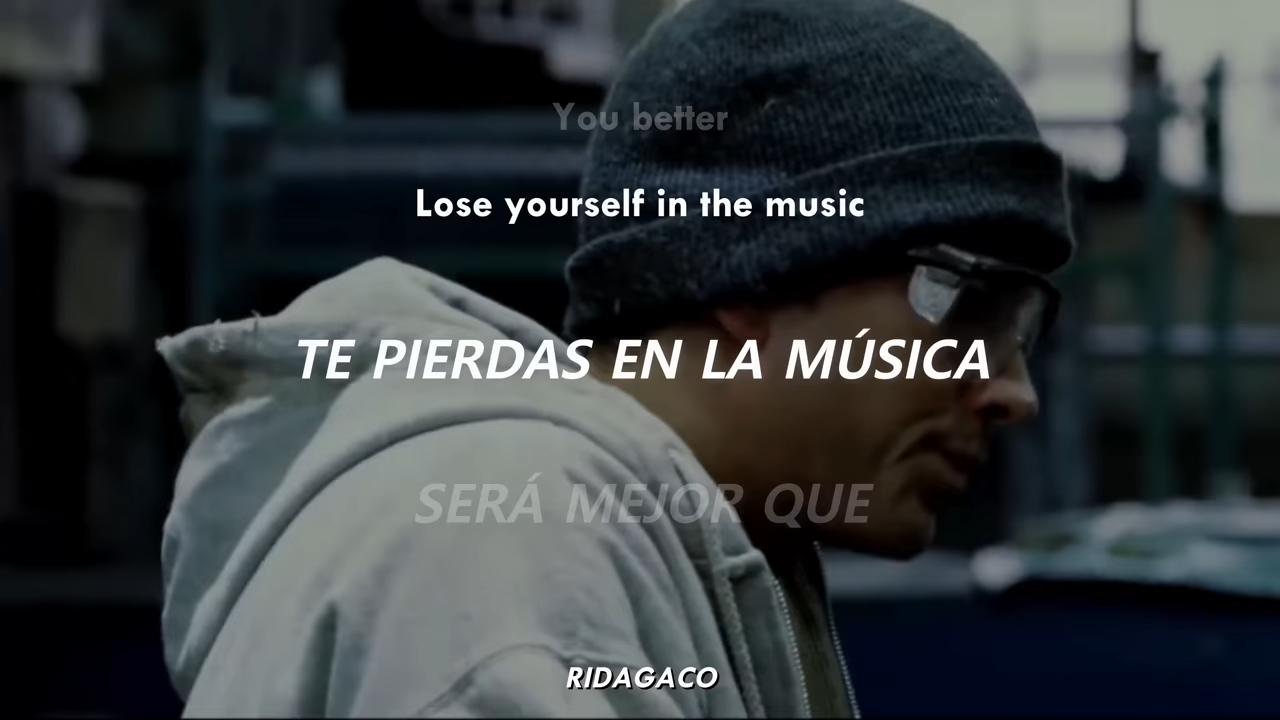 You better
Lose yourself in the music
TE PIERDAS EN LA MÚSICA
SERÁ MEJOR QUE
RIDAGACO